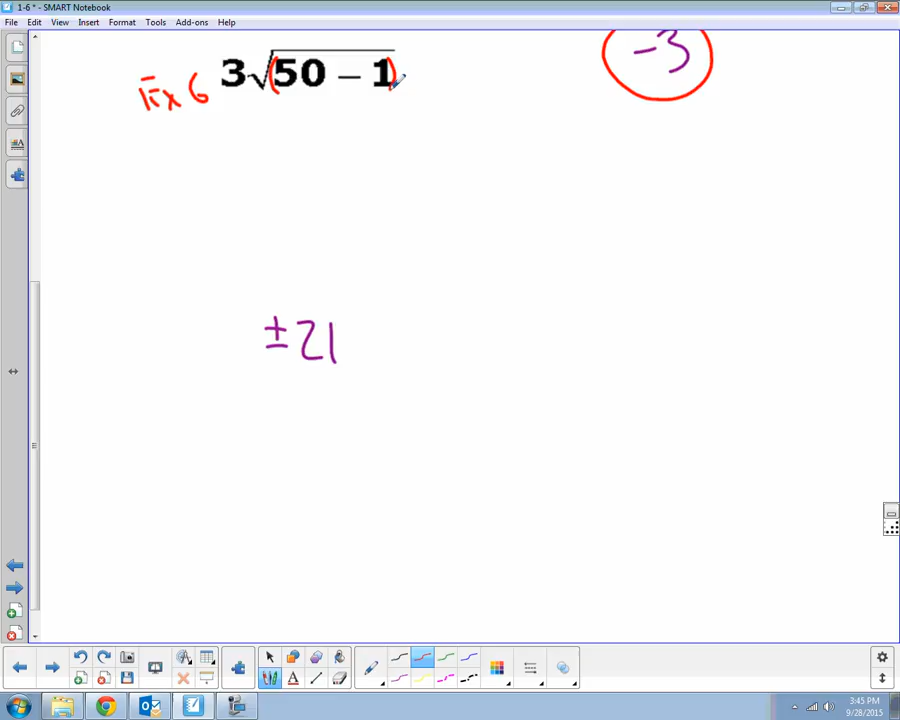 1-6 * - SMART Notebook
File Edit View Insert Format Tools Add-ons Help
-3
Ex 6 3√(50 – 1)
±21
A
3:45 PM
9/28/2015